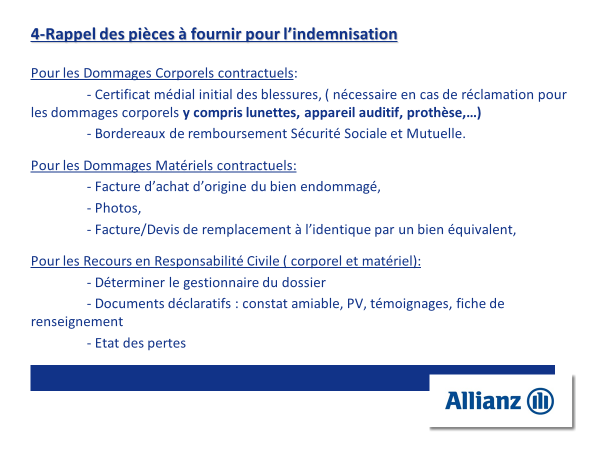 4-Rappel des pièces à fournir pour l’indemnisation
Pour les Dommages Corporels contractuels:
- Certificat médial initial des blessures, ( nécessaire en cas de réclamation pour
les dommages corporels y compris lunettes, appareil auditif, prothèse,…)
- Bordereaux de remboursement Sécurité Sociale et Mutuelle.
Pour les Dommages Matériels contractuels:
- Facture d’achat d’origine du bien endommagé,
- Photos,
- Facture/Devis de remplacement à l’identique par un bien équivalent,
Pour les Recours en Responsabilité Civile ( corporel et matériel):
- Déterminer le gestionnaire du dossier
- Documents déclaratifs : constat amiable, PV, témoignages, fiche de
renseignement
- Etat des pertes
Allianz